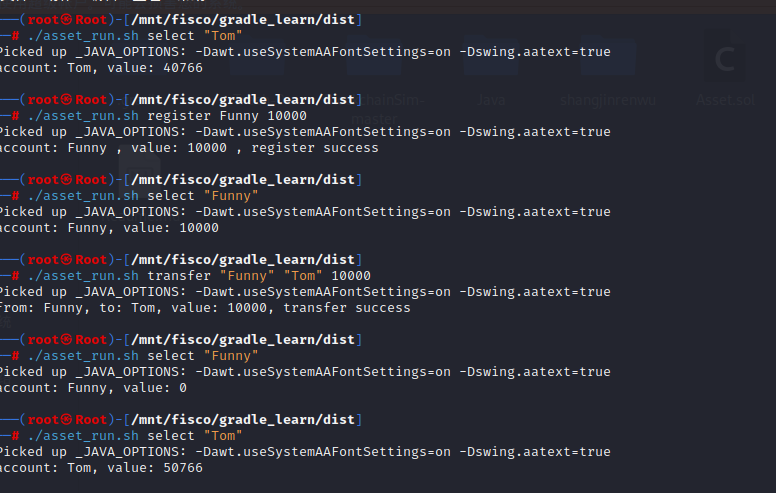 ──(root㉿Root)-[/mnt/fisco/gradle_learn/dist]
─# ./asset_run.sh select "Tom"
Picked up _JAVA_OPTIONS: -Dawt.useSystemAAFontSettings=on -Dswing.aatext=true
account: Tom, value: 40766
──(root㉿Root)-[/mnt/fisco/gradle_learn/dist]
─# ./asset_run.sh register Funny 10000
Picked up _JAVA_OPTIONS: -Dawt.useSystemAAFontSettings=on -Dswing.aatext=true
account: Funny , value: 10000 , register success
──(root㉿Root)-[/mnt/fisco/gradle_learn/dist]
─# ./asset_run.sh select "Funny"
Picked up _JAVA_OPTIONS: -Dawt.useSystemAAFontSettings=on -Dswing.aatext=true
account: Funny, value: 10000
──(root㉿Root)-[/mnt/fisco/gradle_learn/dist]
─# ./asset_run.sh transfer "Funny" "Tom" 10000
Picked up _JAVA_OPTIONS: -Dawt.useSystemAAFontSettings=on -Dswing.aatext=true
from: Funny, to: Tom, value: 10000, transfer success
──(root㉿Root)-[/mnt/fisco/gradle_learn/dist]
─# ./asset_run.sh select "Funny"
Picked up _JAVA_OPTIONS: -Dawt.useSystemAAFontSettings=on -Dswing.aatext=true
account: Funny, value: 0
──(root㉿Root)-[/mnt/fisco/gradle_learn/dist]
─# ./asset_run.sh select "Tom"
Picked up _JAVA_OPTIONS: -Dawt.useSystemAAFontSettings=on -Dswing.aatext=true
account: Tom, value: 50766
Java
shangjinrenwu
Asset.sol
master